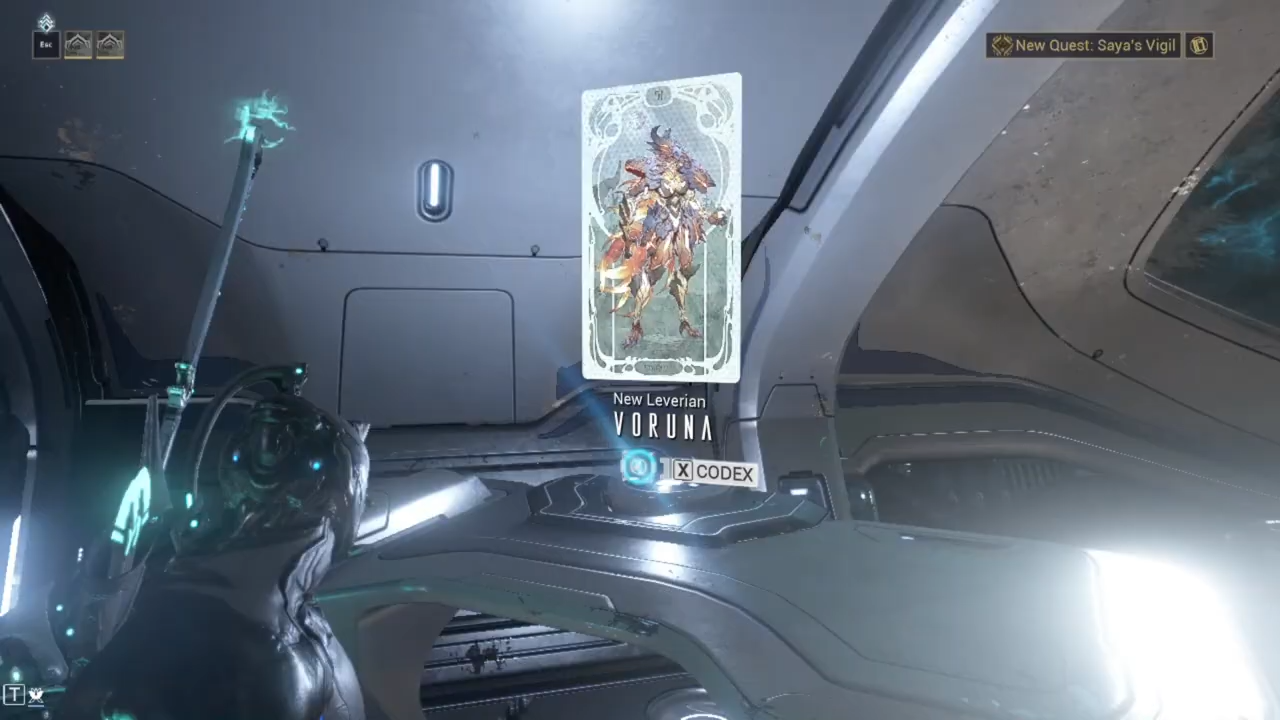 Esc
New Quest: Saya's Vigil
New Leverian
VORUNA
X CODEX
T